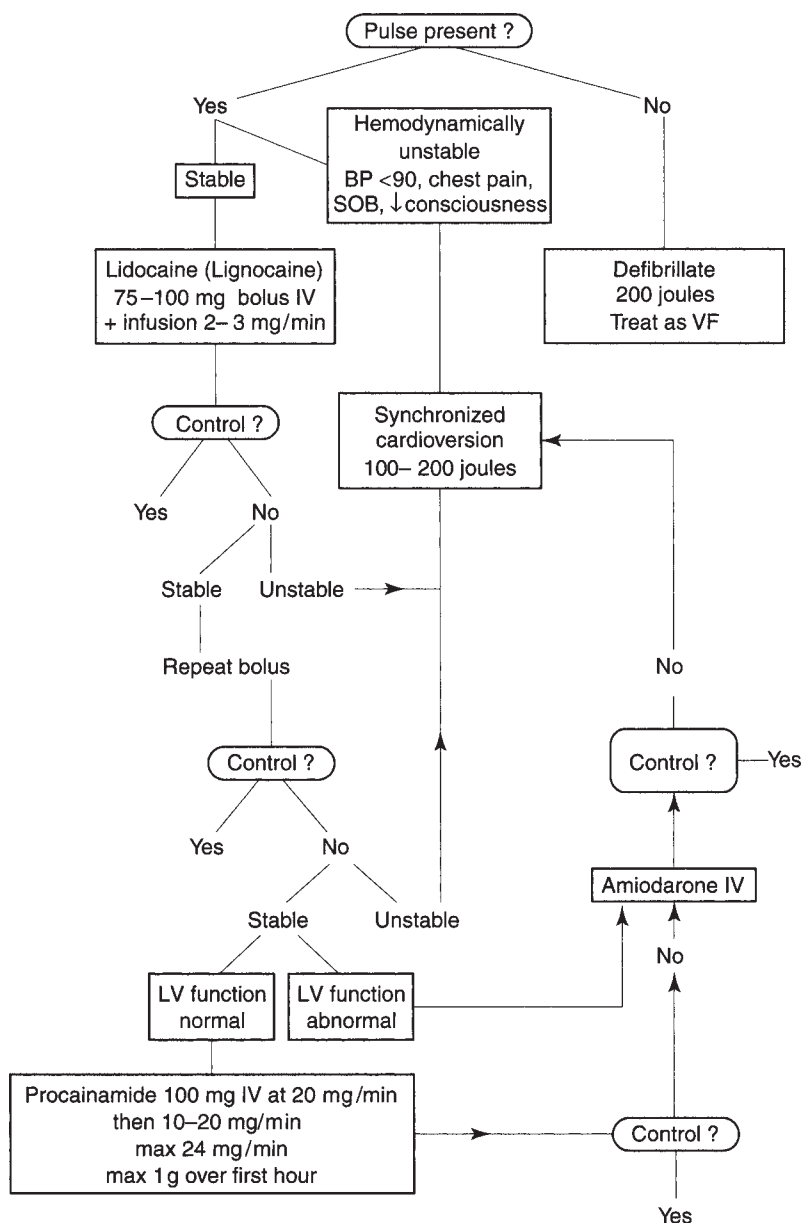 Pulse present ?
Yes
No
Hemodynamically
unstable
BP <90, chest pain,
SOB, ↓consciousness
Stable
Lidocaine (Lignocaine)
75–100 mg bolus IV
+ infusion 2– 3 mg/min
Defibrillate
200 joules
Treat as VF
Control ?
Synchronized
cardioversion
100– 200 joules
Yes
No
Stable
Unstable
Repeat bolus
No
Control ?
Control ?
Yes
Yes
No
Amiodarone IV
Stable
Unstable
No
LV function
normal
LV function
abnormal
Procainamide 100 mg IV at 20 mg/min
then 10–20 mg/min
max 24 mg/min
max 1g over first hour
Control ?
Yes